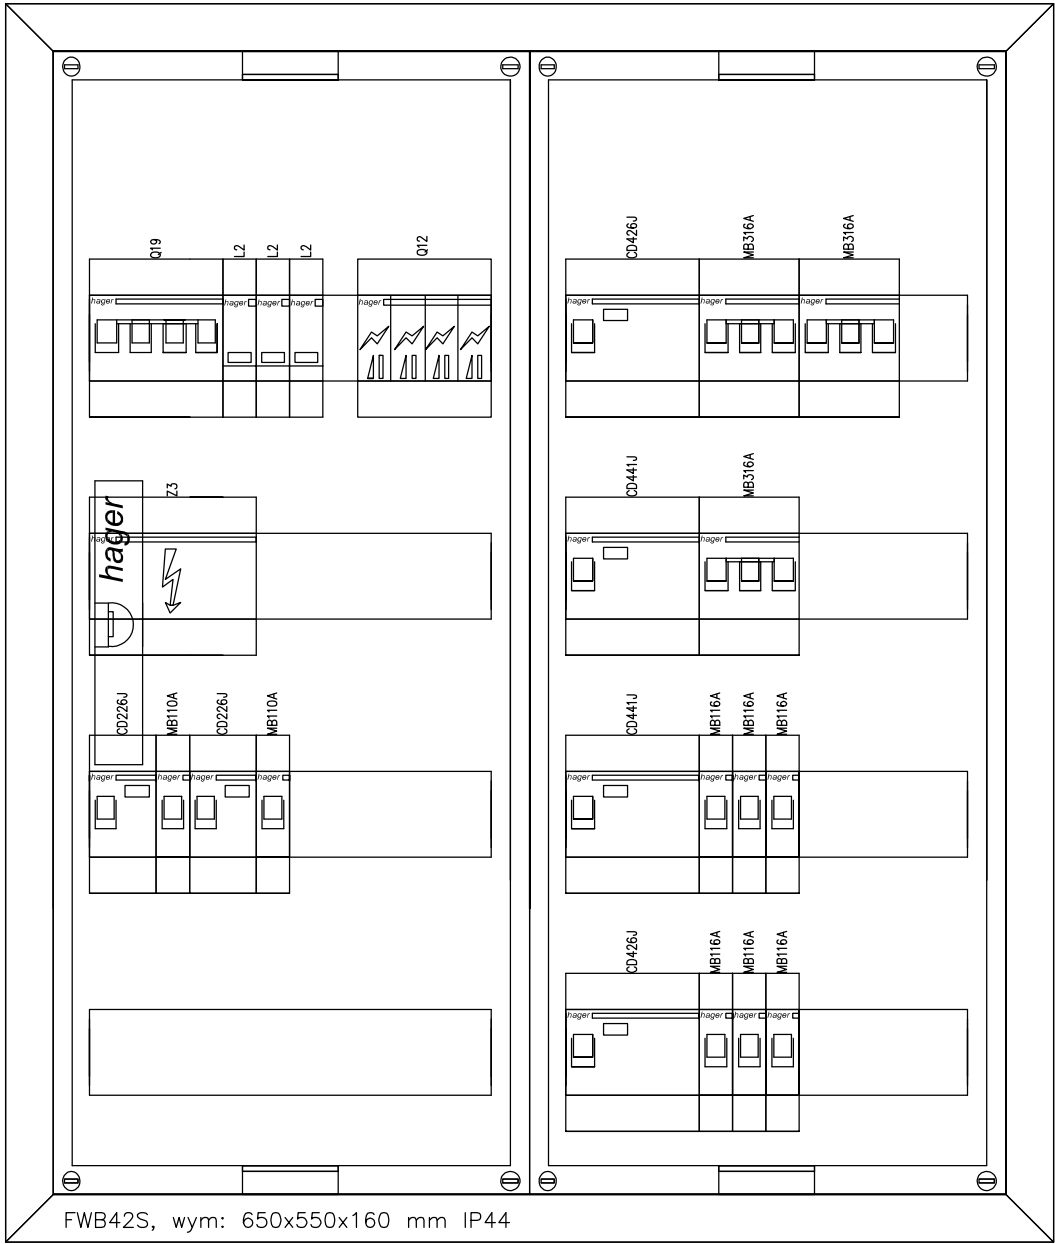 Q19 L2 L2 L2 Q12
hager hager hager hager hager
CD426J MB316A MB316A
hager hager hager
Z3
hager
hager
CD441J MB316A
hager hager
CD226J MB110A CD226J MB110A
hager hager hager hager
CD441J MB116A MB116A MB116A
hager hager hager hager
CD426J MB116A MB116A MB116A
hager hager hager hager
FWB42S, wym: 650x550x160 mm IP44